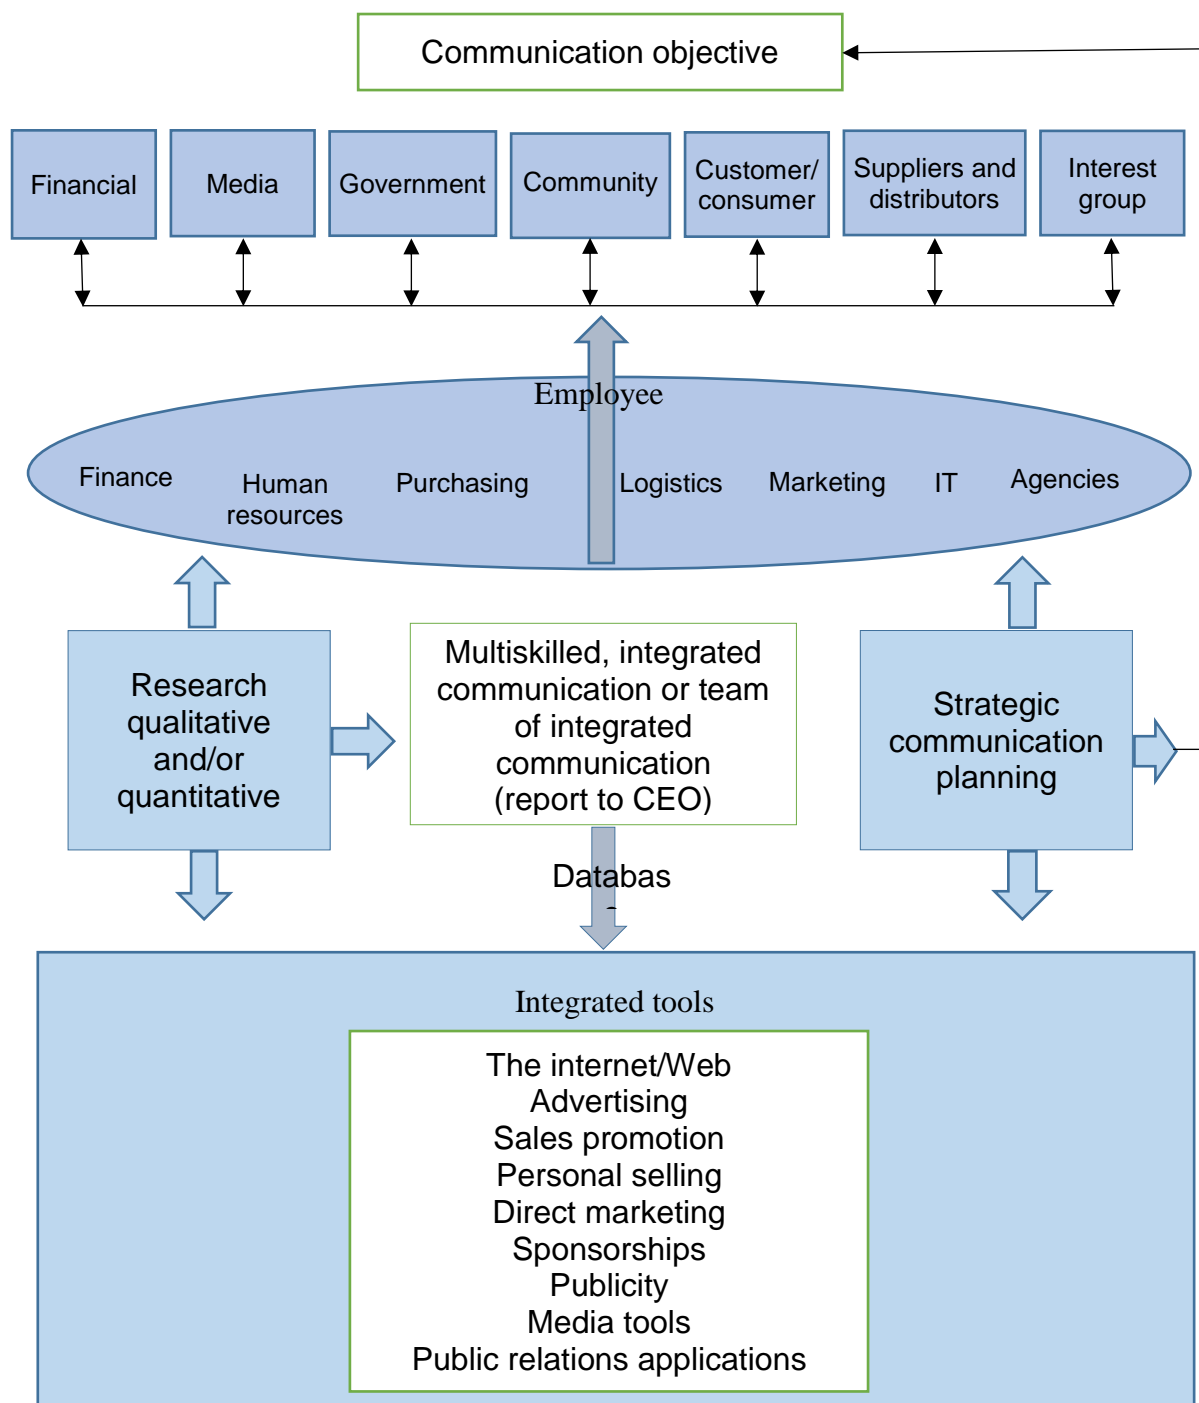 Communication objective
Financial
Media
Government
Community
Customer/
consumer
Suppliers and
distributors
Interest
group
Employee
Finance
Human
resources
Purchasing
Logistics
Marketing
IT
Agencies
Research
qualitative
and/or
quantitative
Multiskilled, integrated
communication or team
of integrated
communication
(report to CEO)
Strategic
communication
planning
Databas
Integrated tools
The internet/Web
Advertising
Sales promotion
Personal selling
Direct marketing
Sponsorships
Publicity
Media tools
Public relations applications